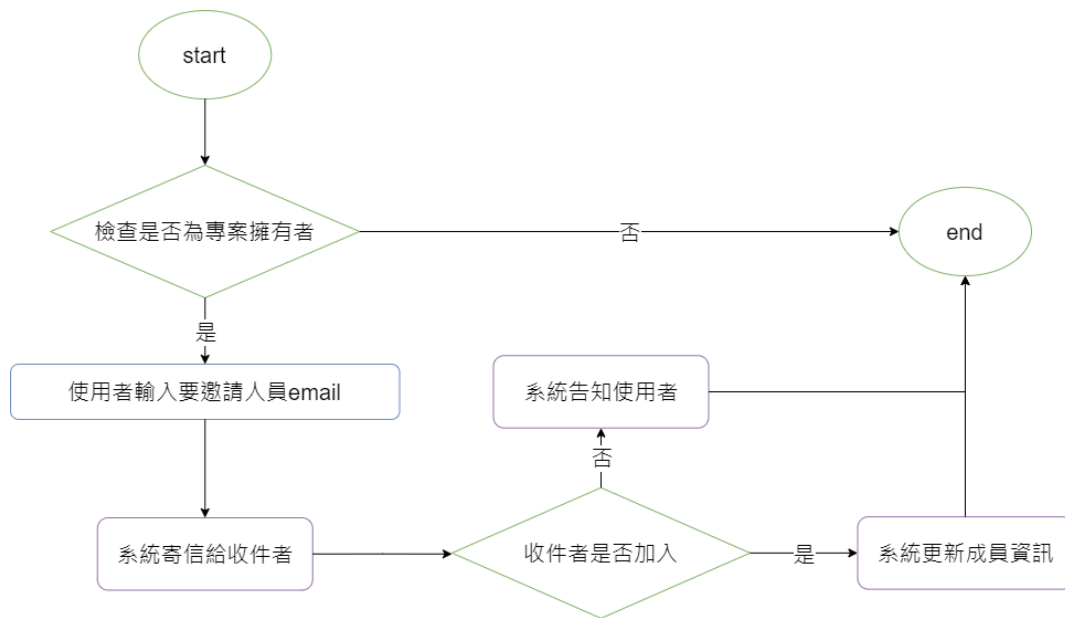 start
檢查是否為專案擁有者
否
end
是
使用者輸入要邀請人員email
系統告知使用者
否
系統寄信給收件者
收件者是否加入
是
系統更新成員資訊